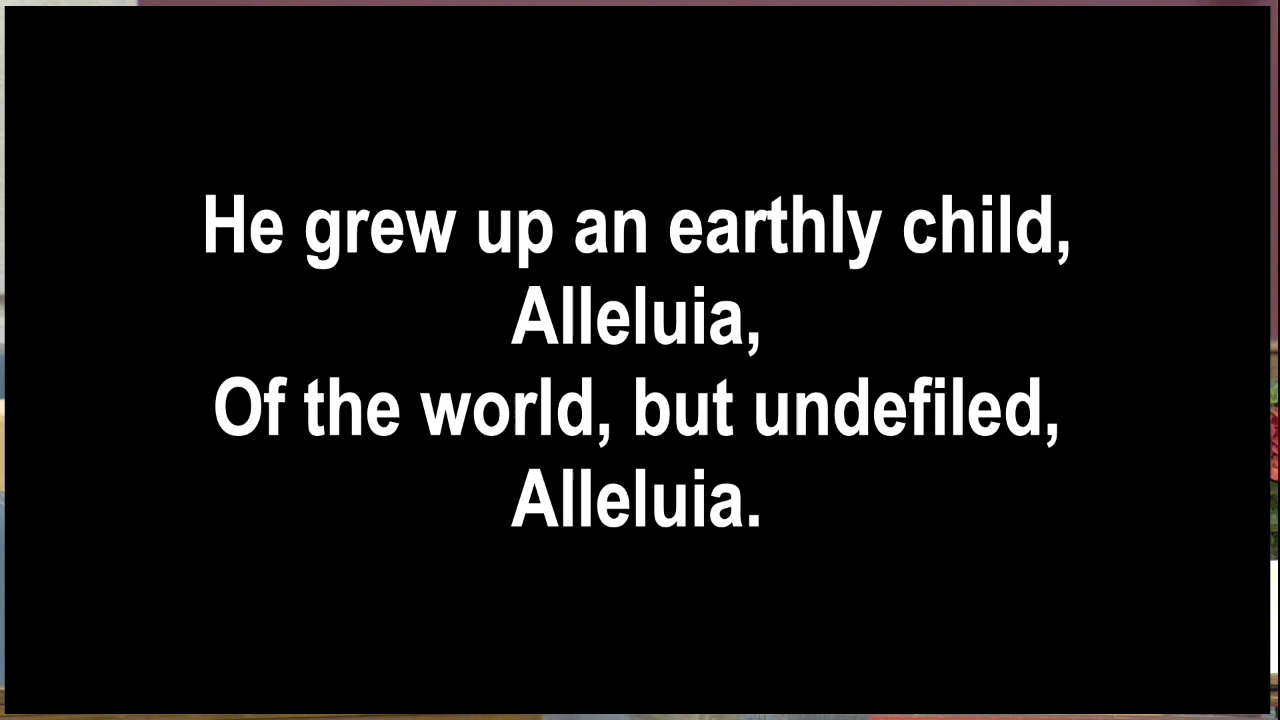 He grew up an earthly child,
Alleluia,
Of the world, but undefiled,
Alleluia.